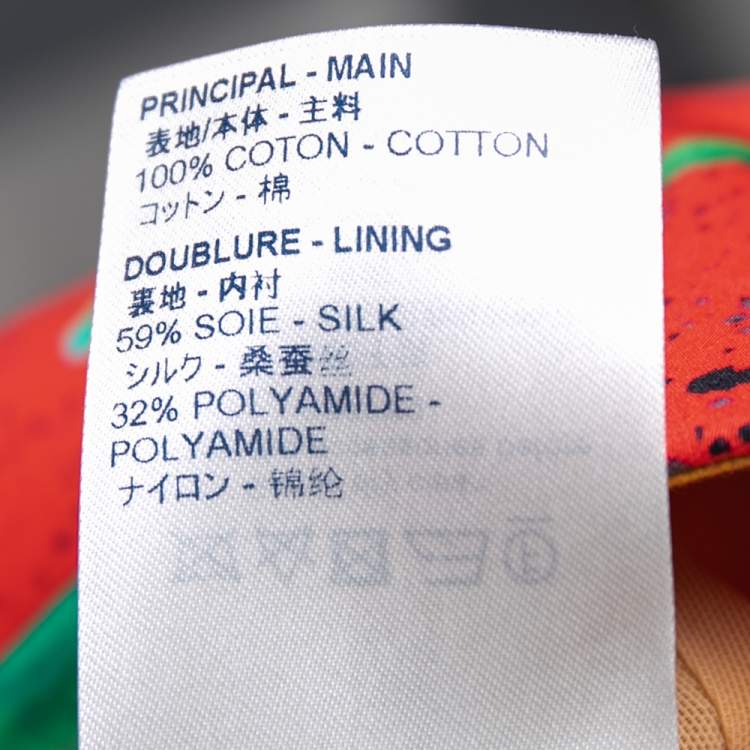 PRINCIPAL - MAIN
表地/本体 - 主料
100% COTON - COTTON
コットン - 棉
DOUBLURE - LINING
裏地 - 内衬
59% SOIE - SILK
シルク - 桑蚕丝
32% POLYAMIDE -
POLYAMIDE
ナイロン - 锦纶